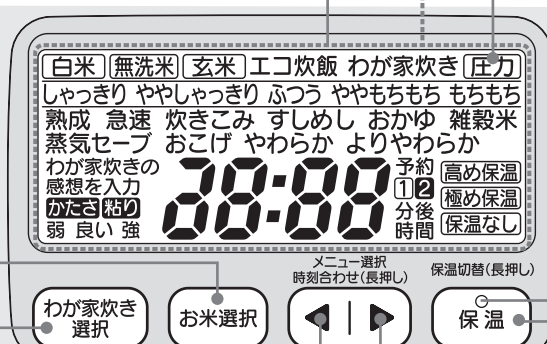 白米 無洗米 玄米 エコ炊飯 わが家炊き 圧力
しゃっきり ややしゃっきり ふつう ややもちもち もちもち
熟成 急速 炊きこみ すしめし おかゆ 雑穀米
蒸気セーブ おこげ やわらか よりやわらか
わが家炊きの
感想を入力
かたさ 粘り
弱 良い 強
28:88
予約
1 2
分後
時間
高め保温
極め保温
保温なし
メニュー選択
時刻合わせ(長押し)
保温切替(長押し)
わが家炊き
選択
お米選択
保温